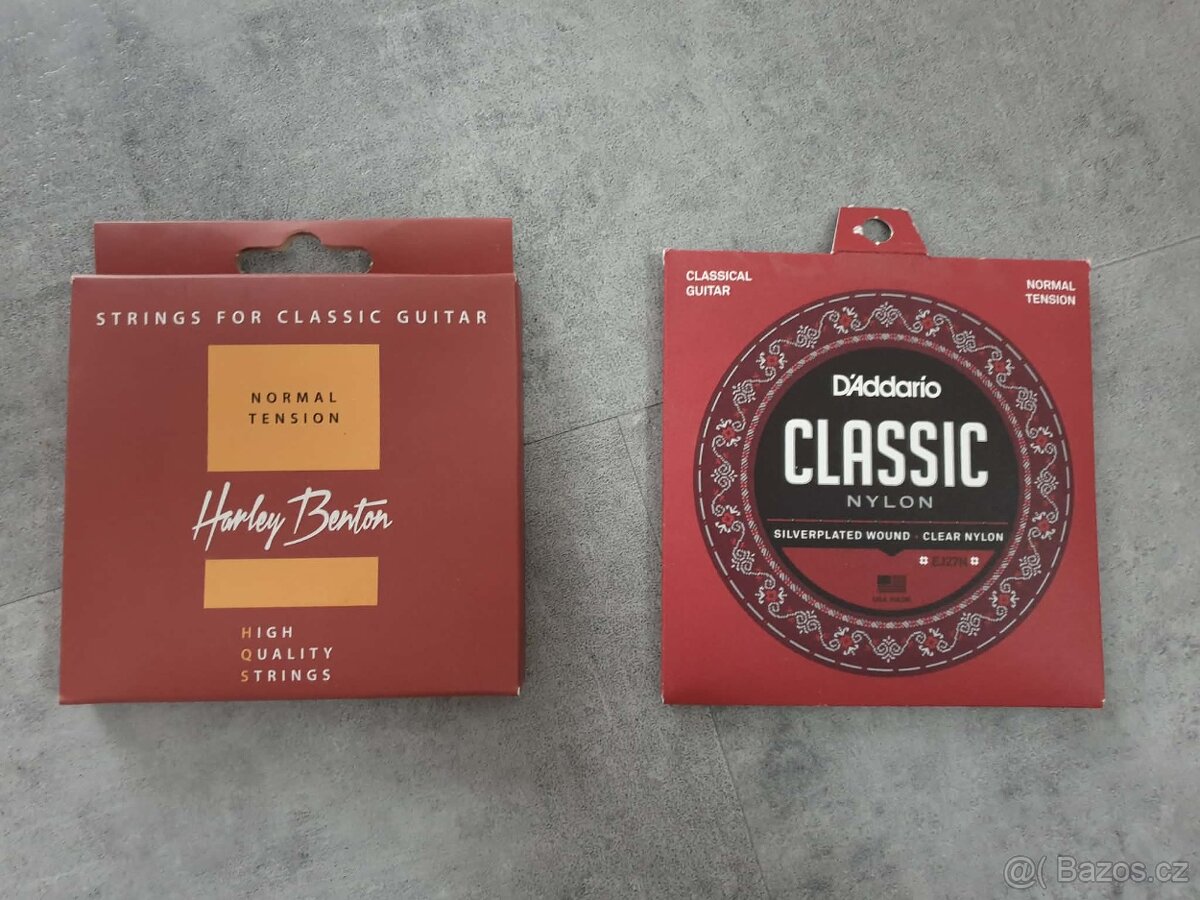 STRINGS FOR CLASSIC GUITAR
NORMAL
TENSION
Harley Benton
HIGH
QUALITY
STRINGS
CLASSICAL
GUITAR
NORMAL
TENSION
D'Addario
CLASSIC
NYLON
SILVERPLATED WOUND · CLEAR NYLON
# EJ27N #
USA MADE
@( Bazos.cz